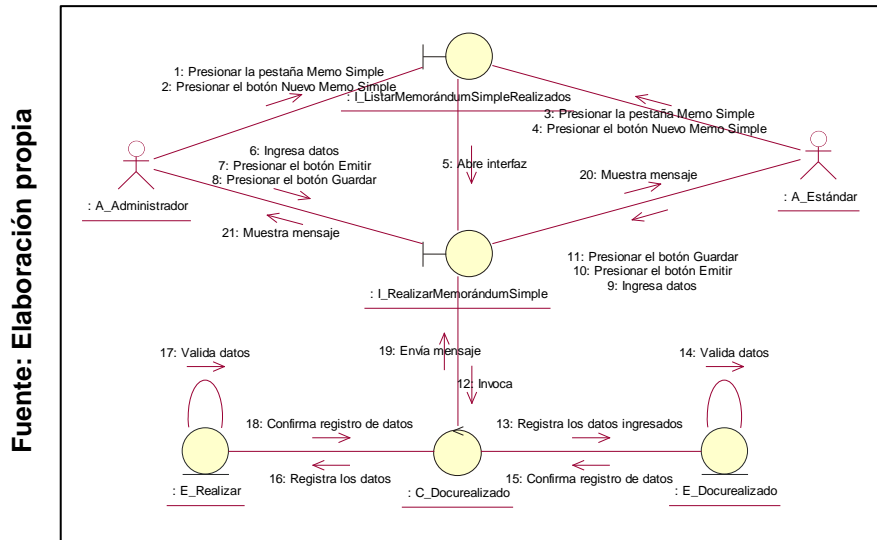 Fuente: Elaboración propia
1: Presionar la pestaña Memo Simple
2: Presionar el botón Nuevo Memo Simple
: I_ListarMemorándumSimpleRealizados
3: Presionar la pestaña Memo Simple
4: Presionar el botón Nuevo Memo Simple
6: Ingresa datos
7: Presionar el botón Emitir
8: Presionar el botón Guardar
5: Abre interfaz
20: Muestra mensaje
: A_Administrador
: A_Estándar
21: Muestra mensaje
11: Presionar el botón Guardar
10: Presionar el botón Emitir
9: Ingresa datos
: I_RealizarMemorándumSimple
17: Valida datos
19: Envía mensaje
14: Valida datos
12: Invoca
18: Confirma registro de datos
13: Registra los datos ingresados
16: Registra los datos
15: Confirma registro de datos
: E_Realizar
: C_Docurealizado
: E_Docurealizado